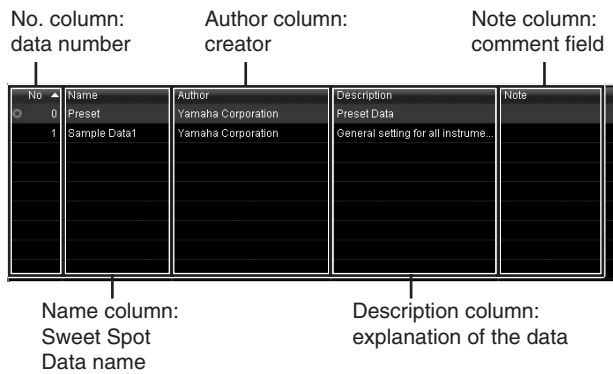 No. column:
data number
Author column:
creator
Note column:
comment field
No Name Author Description Note
0 Preset Yamaha Corporation Preset Data
1 Sample Data1 Yamaha Corporation General setting for all instrume...
Name column:
Sweet Spot
Data name
Description column:
explanation of the data